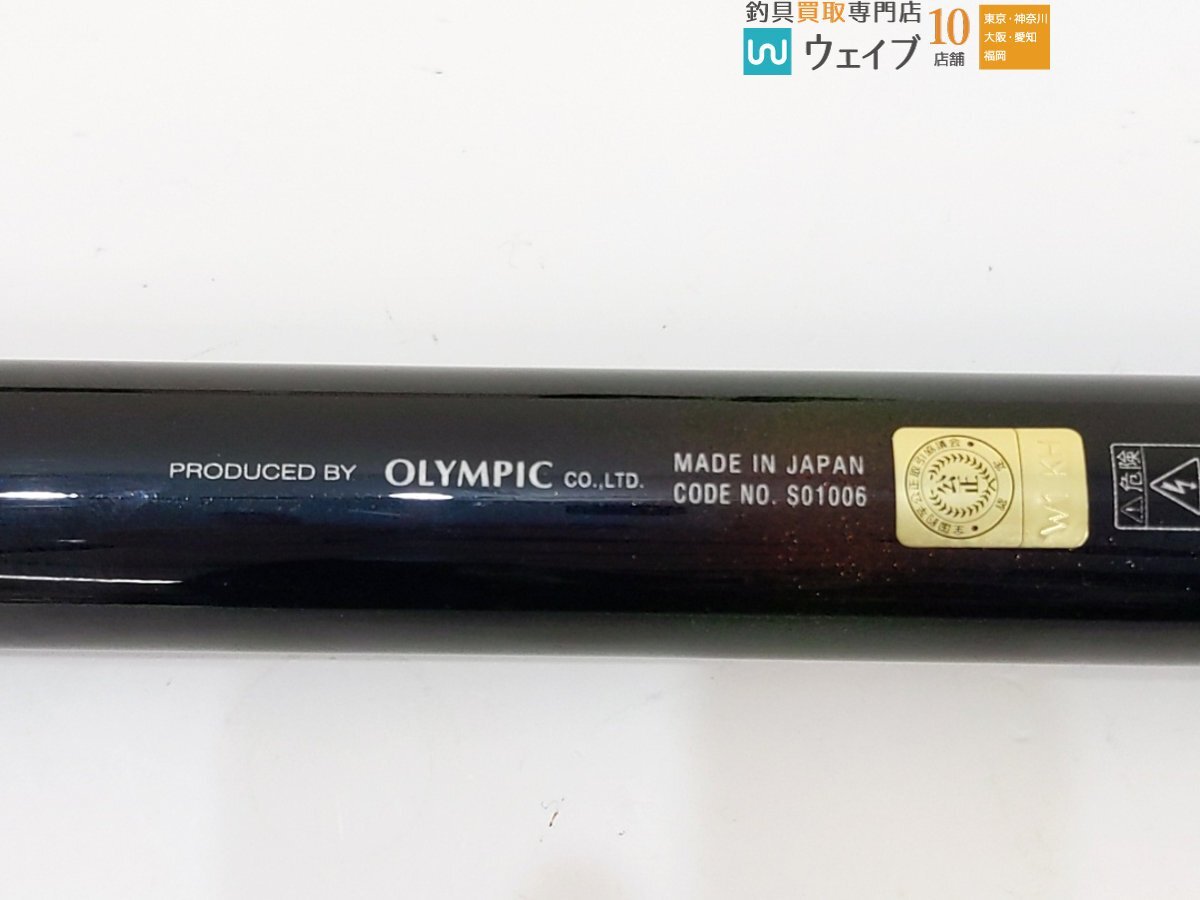 釣具買取専門店
ウェイブ
10
店舗
東京・神奈川
大阪・愛知
福岡
PRODUCED BY OLYMPIC CO.,LTD.
MADE IN JAPAN
CODE NO. S01006
公正
W1 KH
危険